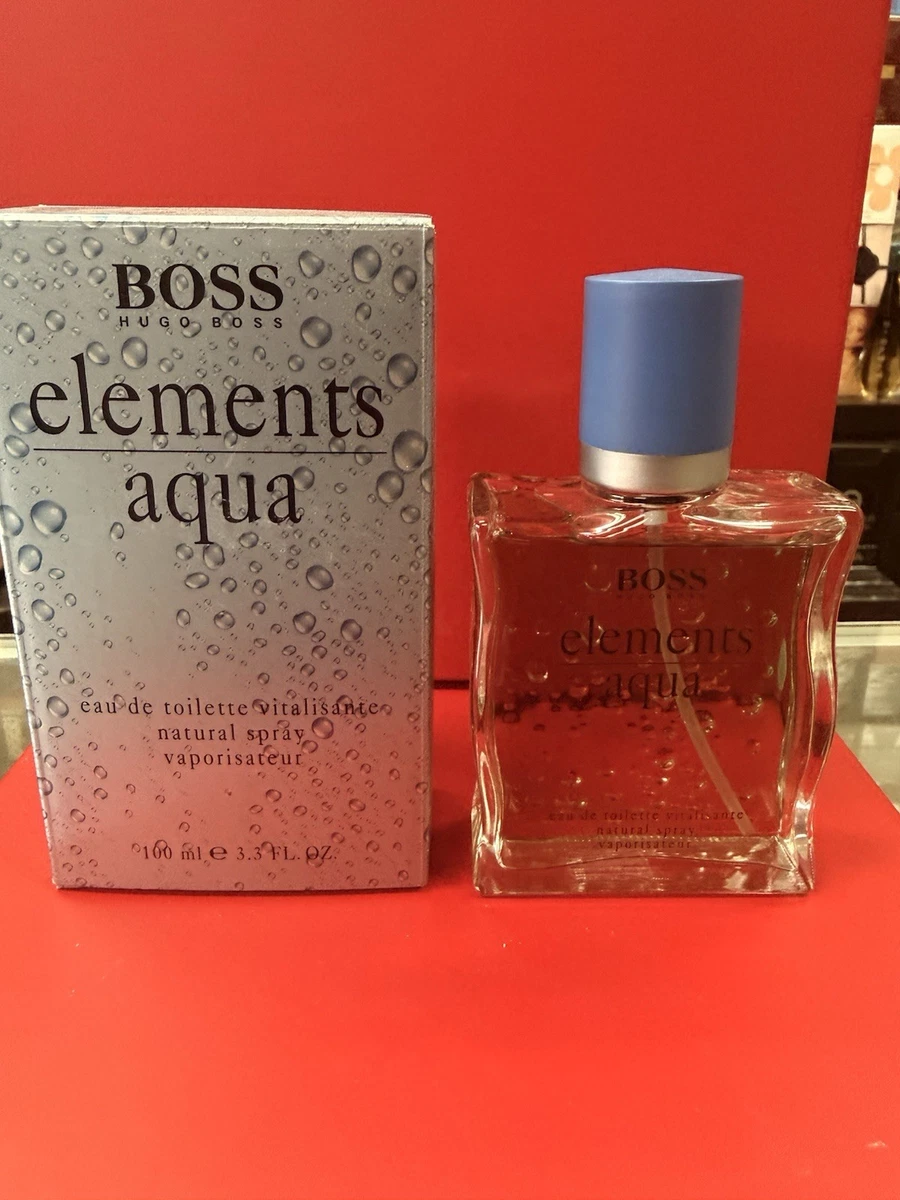 BOSS
HUGO BOSS
elements
aqua
eau de toilette vitalisante
natural spray
vaporisateur
100 ml ℮ 3.3 FL. OZ.
BOSS
elements
aqua
eau de toilette vitalisante
natural spray
vaporisateur